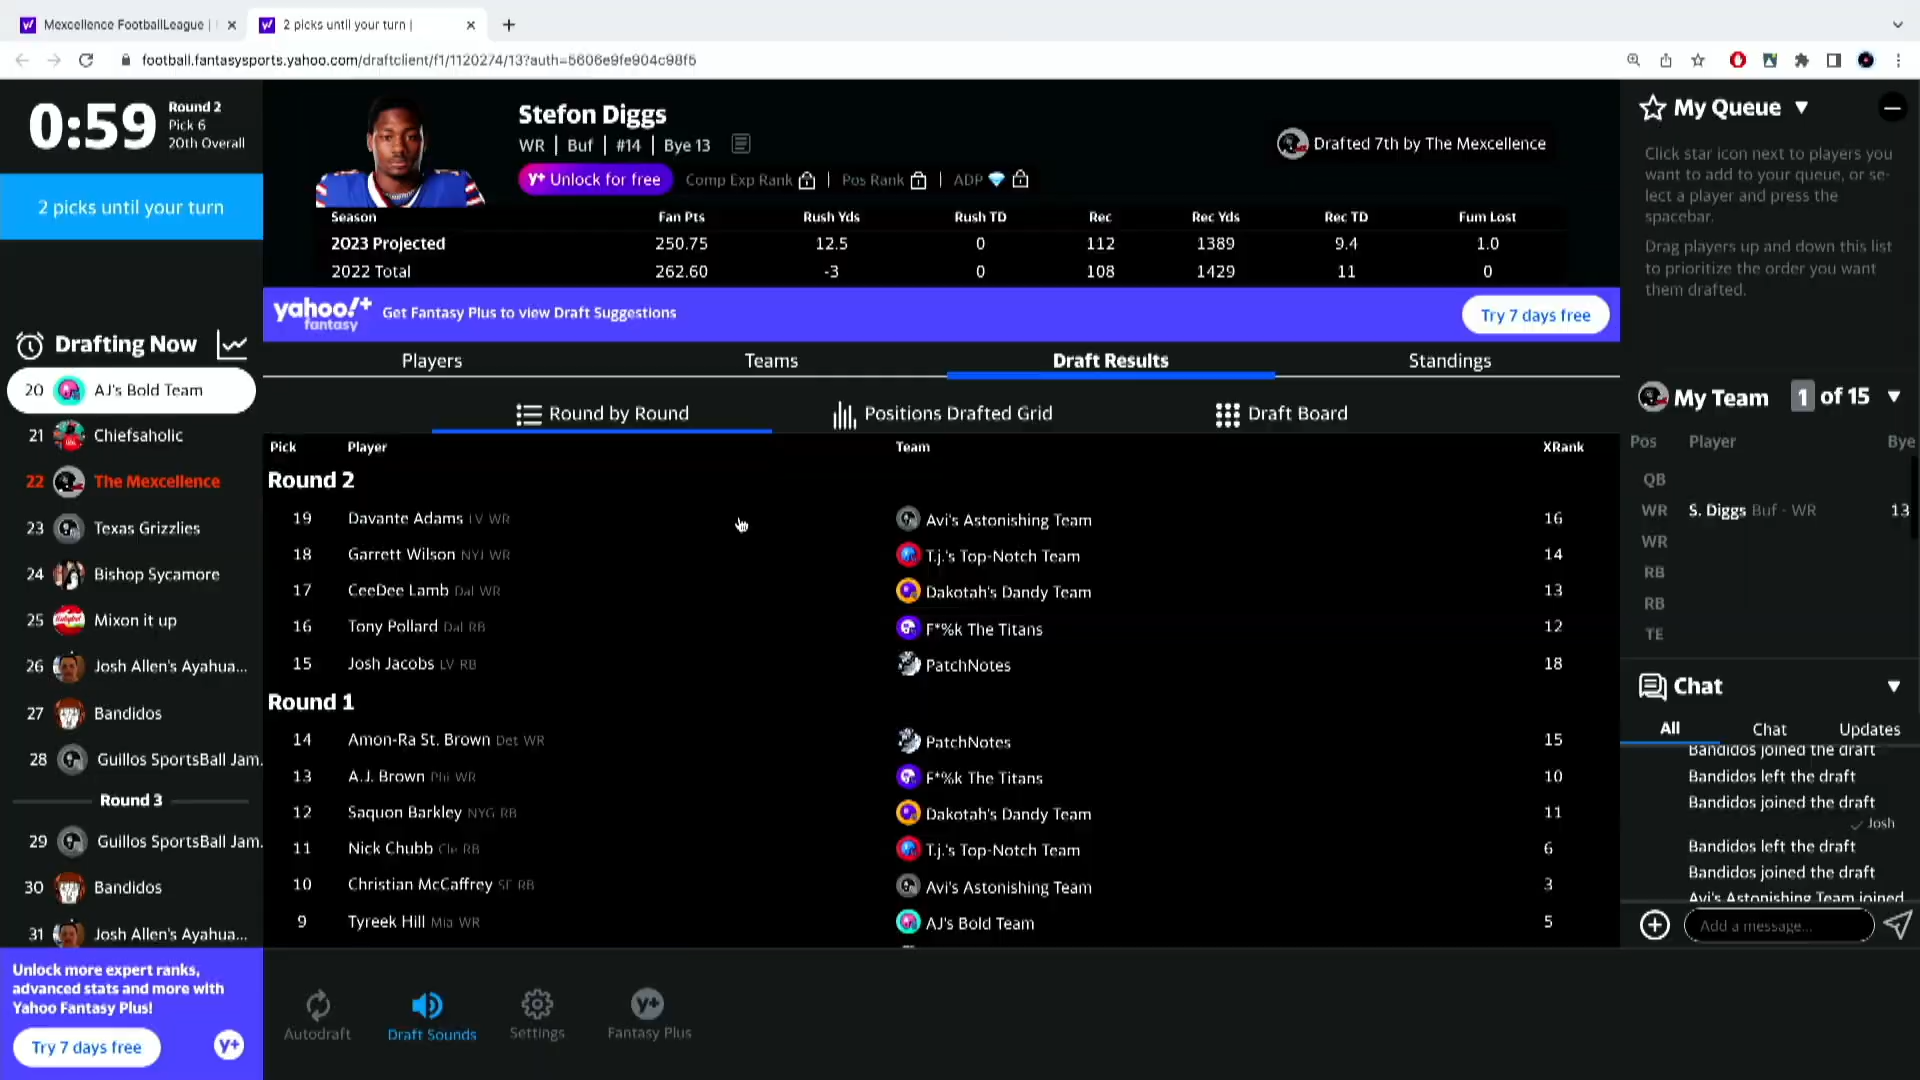 Mexcellence FootballLeague |
2 picks until your turn |
football.fantasysports.yahoo.com/draftclient/f1/1120274/13?auth=5606e9fe904c98f5
0:59
Round 2
Pick 6
20th Overall
2 picks until your turn
Drafting Now
20 AJ's Bold Team
21 Chiefsaholic
22 The Mexcellence
23 Texas Grizzlies
24 Bishop Sycamore
25 Mixon it up
26 Josh Allen's Ayahua...
27 Bandidos
28 Guillos SportsBall Jam.
Round 3
29 Guillos SportsBall Jam.
30 Bandidos
31 Josh Allen's Ayahua...
Unlock more expert ranks,
advanced stats and more with
Yahoo Fantasy Plus!
Try 7 days free
y+
Stefon Diggs
WR | Buf | #14 | Bye 13
Drafted 7th by The Mexcellence
y+ Unlock for free Comp Exp Rank | Pos Rank | ADP
Season Fan Pts Rush Yds Rush TD Rec Rec Yds Rec TD Fum Lost
2023 Projected 250.75 12.5 0 112 1389 9.4 1.0
2022 Total 262.60 -3 0 108 1429 11 0
yahoo!+
fantasy
Get Fantasy Plus to view Draft Suggestions
Try 7 days free
Players Teams Draft Results Standings
Round by Round Positions Drafted Grid Draft Board
Pick Player Team XRank
Round 2
19 Davante Adams LV WR Avi's Astonishing Team 16
18 Garrett Wilson NYJ WR T.j.'s Top-Notch Team 14
17 CeeDee Lamb Dal WR Dakotah's Dandy Team 13
16 Tony Pollard Dal RB F*%k The Titans 12
15 Josh Jacobs LV RB PatchNotes 18
Round 1
14 Amon-Ra St. Brown Det WR PatchNotes 15
13 A.J. Brown Phi WR F*%k The Titans 10
12 Saquon Barkley NYG RB Dakotah's Dandy Team 11
11 Nick Chubb Cle RB T.j.'s Top-Notch Team 6
10 Christian McCaffrey SF RB Avi's Astonishing Team 3
9 Tyreek Hill Mia WR AJ's Bold Team 5
Autodraft Draft Sounds Settings Fantasy Plus
y+
My Queue
Click star icon next to players you
want to add to your queue, or se-
lect a player and press the
spacebar.
Drag players up and down this list
to prioritize the order you want
them drafted.
My Team 1 of 15
Pos Player Bye
QB
WR S. Diggs Buf - WR 13
WR
RB
RB
TE
Chat
All Chat Updates
Bandidos joined the draft
Bandidos left the draft
Bandidos joined the draft
Josh
Bandidos left the draft
Bandidos joined the draft
Avi's Astonishing Team joined
Add a message...